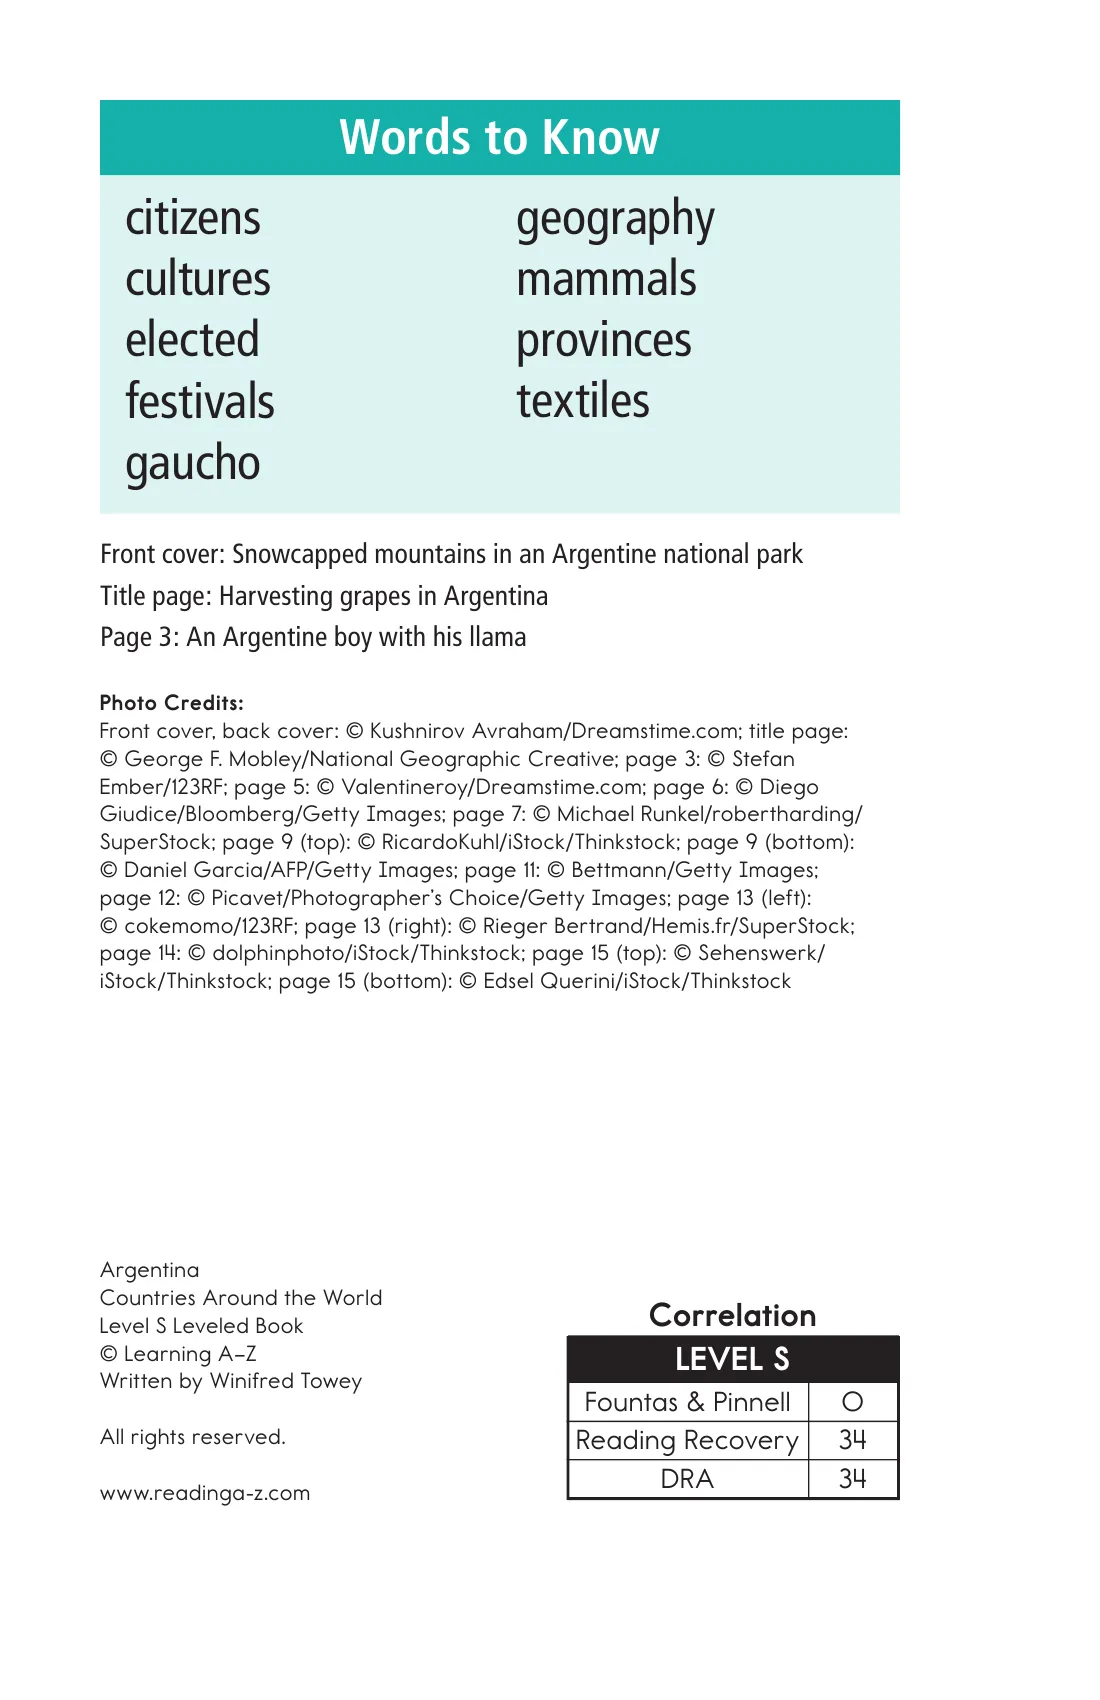 Words to Know
citizens
cultures
elected
festivals
gaucho
geography
mammals
provinces
textiles
Front cover: Snowcapped mountains in an Argentine national park
Title page: Harvesting grapes in Argentina
Page 3: An Argentine boy with his llama
Photo Credits:
Front cover, back cover: © Kushnirov Avraham/Dreamstime.com; title page:
© George F. Mobley/National Geographic Creative; page 3: © Stefan
Ember/123RF; page 5: © Valentineroy/Dreamstime.com; page 6: © Diego
Giudice/Bloomberg/Getty Images; page 7: © Michael Runkel/robertharding/
SuperStock; page 9 (top): © RicardoKuhl/iStock/Thinkstock; page 9 (bottom):
© Daniel Garcia/AFP/Getty Images; page 11: © Bettmann/Getty Images;
page 12: © Picavet/Photographer’s Choice/Getty Images; page 13 (left):
© cokemomo/123RF; page 13 (right): © Rieger Bertrand/Hemis.fr/SuperStock;
page 14: © dolphinphoto/iStock/Thinkstock; page 15 (top): © Sehenswerk/
iStock/Thinkstock; page 15 (bottom): © Edsel Querini/iStock/Thinkstock
Argentina
Countries Around the World
Level S Leveled Book
© Learning A–Z
Written by Winifred Towey
All rights reserved.
www.readinga-z.com
Correlation
LEVEL S
Fountas & Pinnell O
Reading Recovery 34
DRA 34